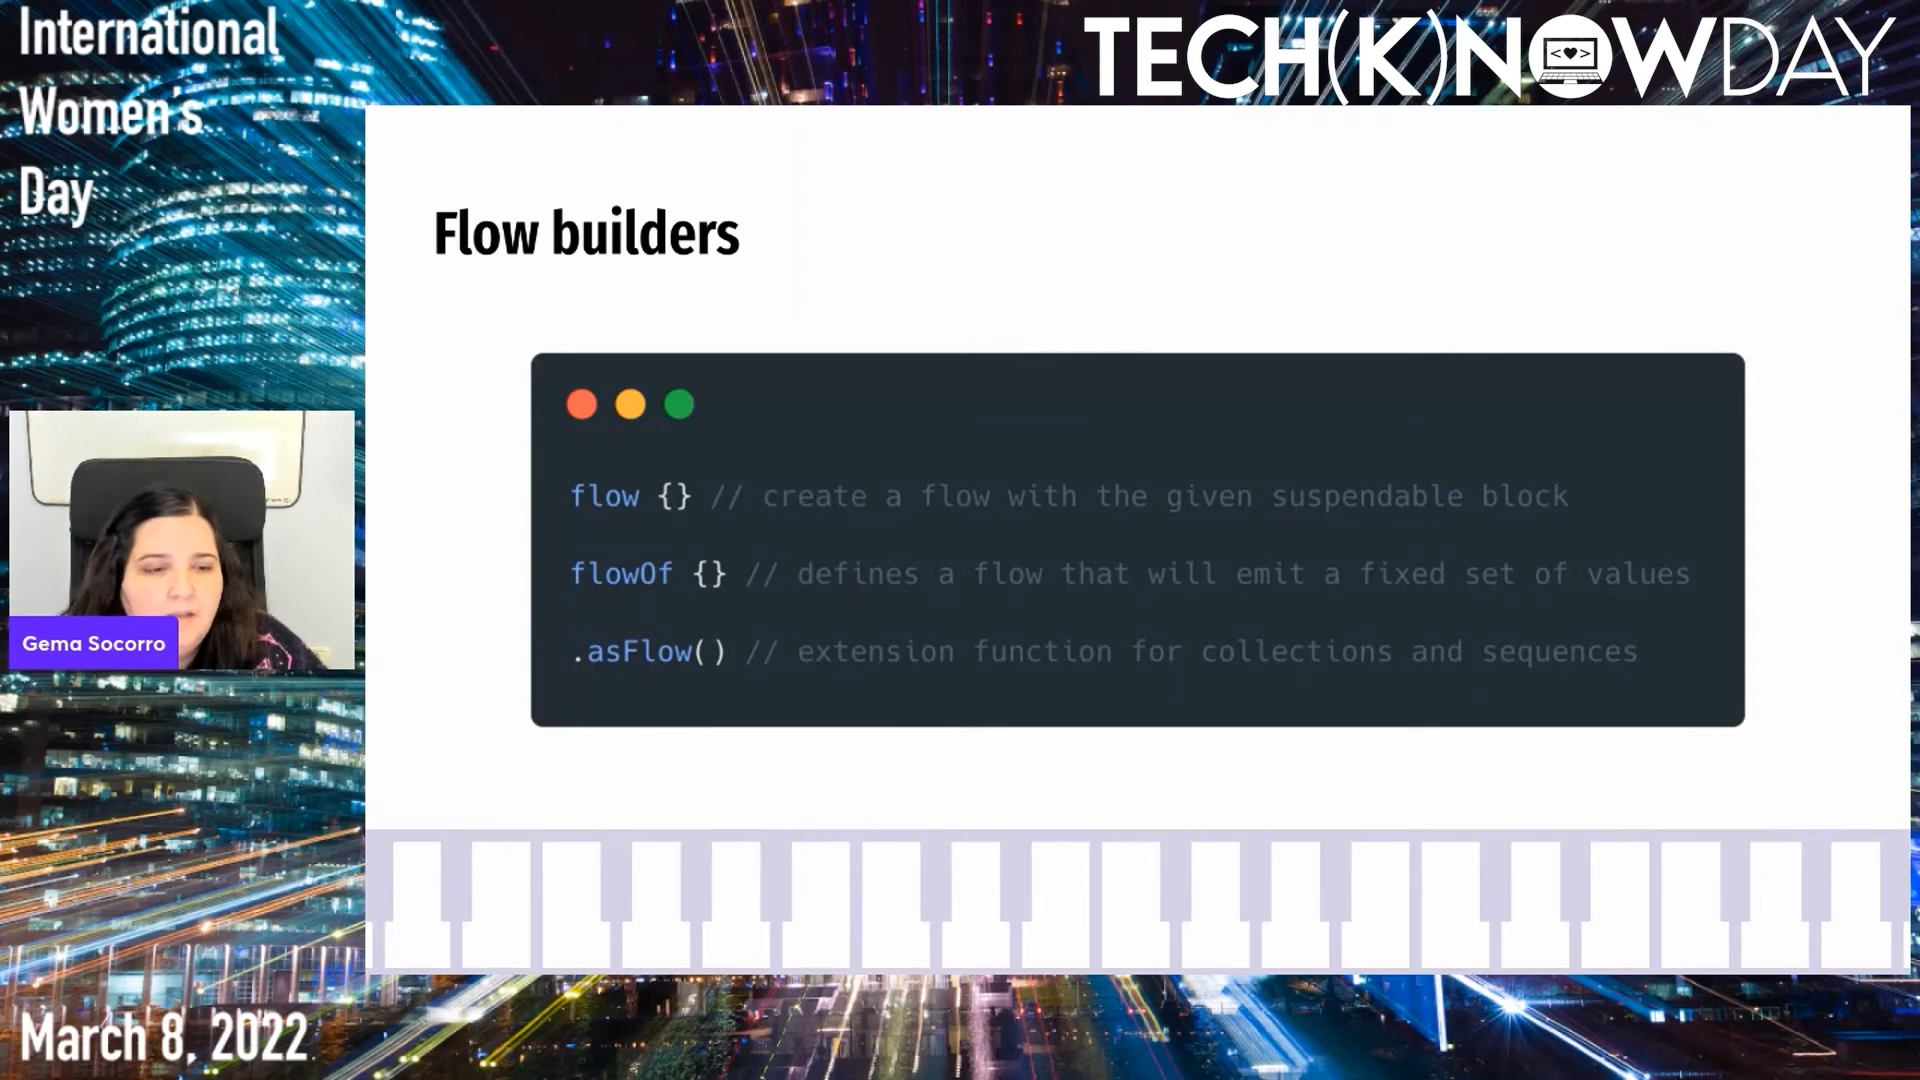 International
Women's
Day
TECH(K)NOWDAY
<♥>
Flow builders
flow {} // create a flow with the given suspendable block
flowOf {} // defines a flow that will emit a fixed set of values
.asFlow() // extension function for collections and sequences
Gema Socorro
March 8, 2022